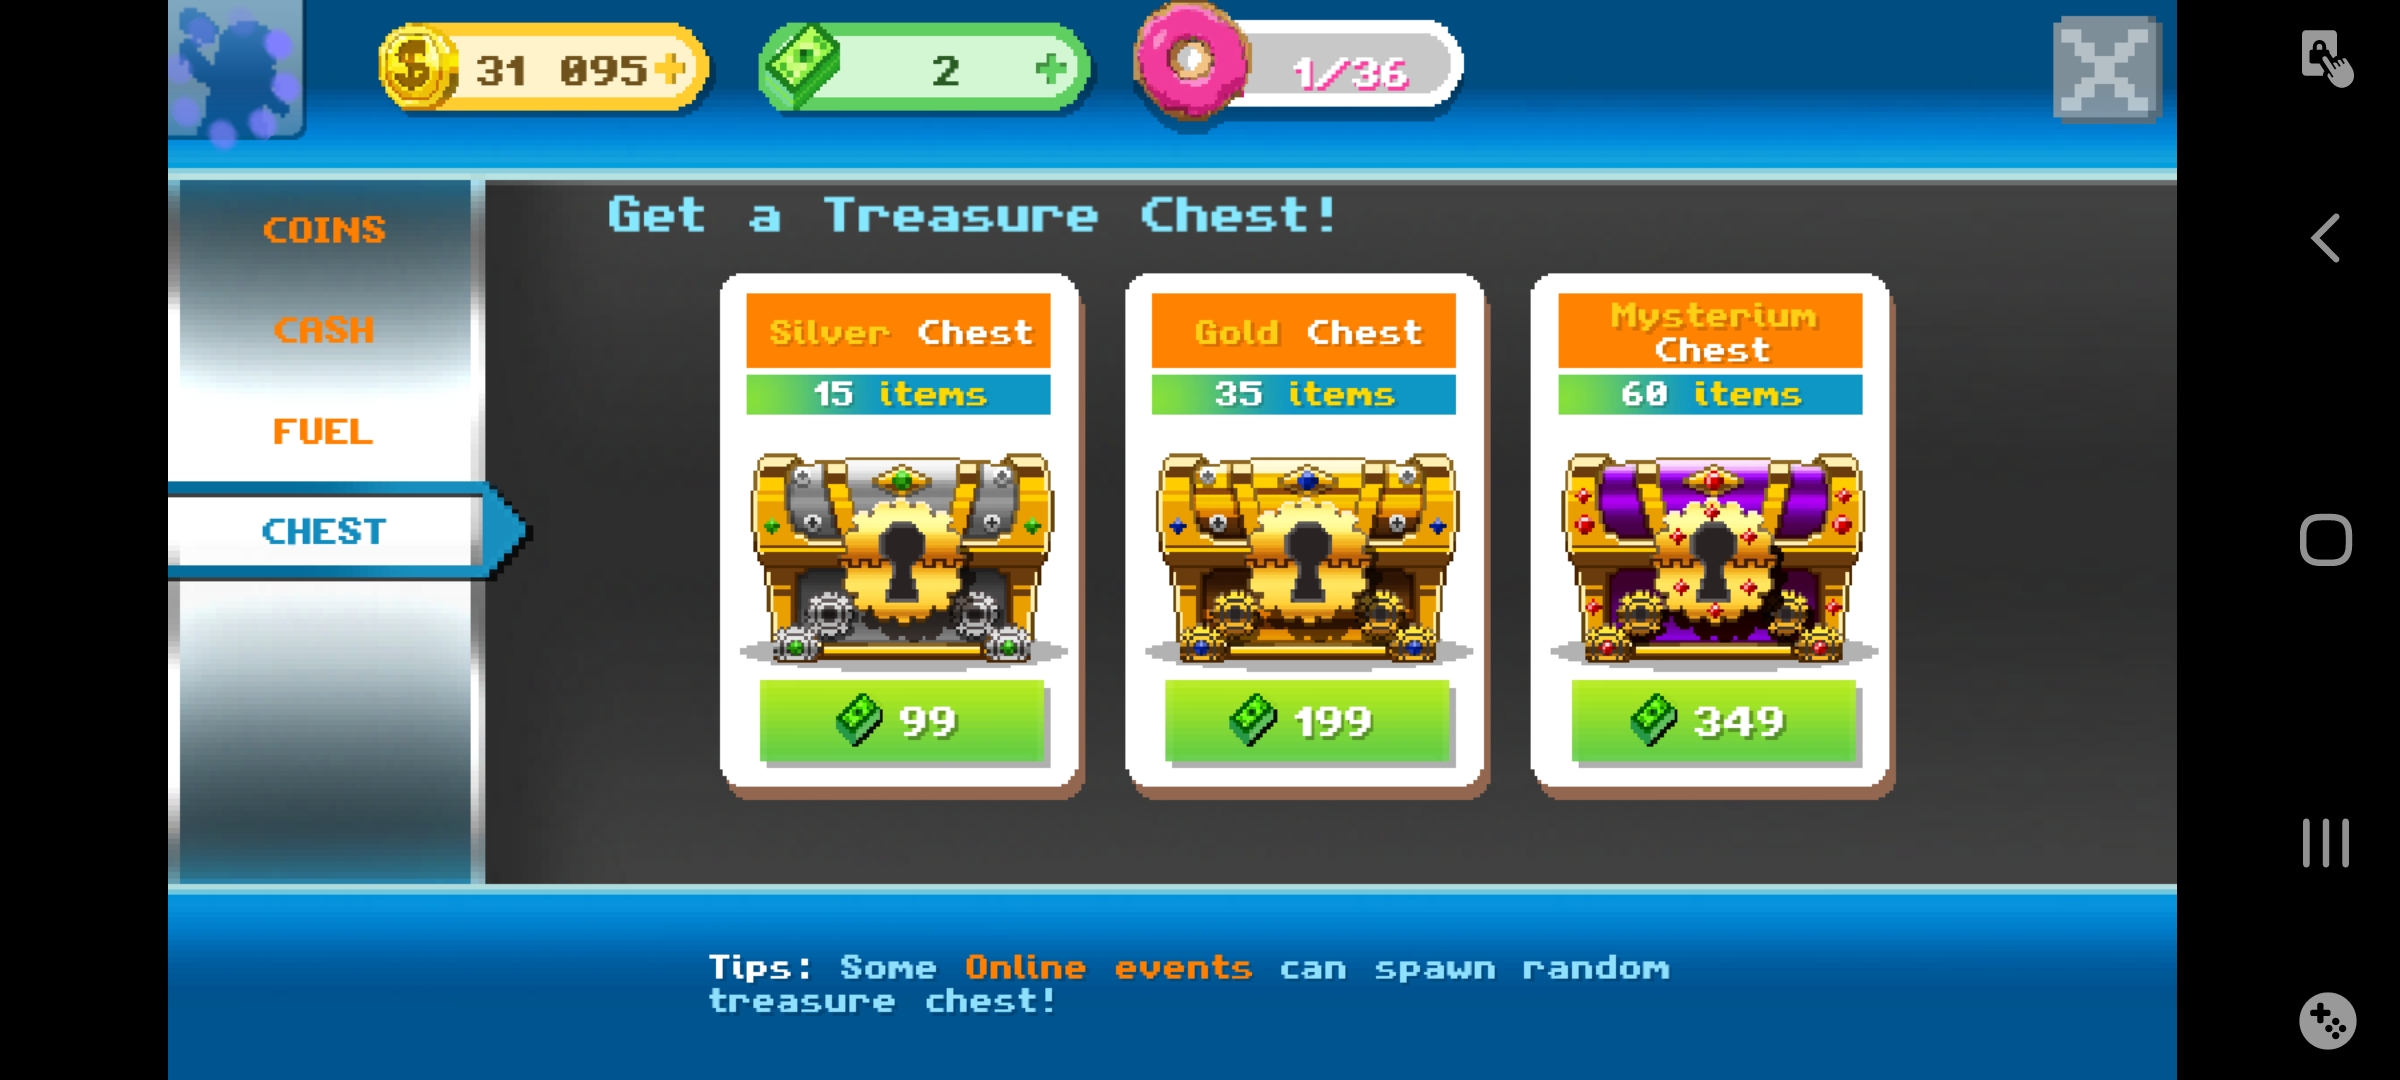 31 095
2
1/36
COINS
CASH
FUEL
CHEST
Get a Treasure Chest!
Silver Chest
15 items
99
Gold Chest
35 items
199
Mysterium
Chest
60 items
349
Tips: Some Online events can spawn random
treasure chest!